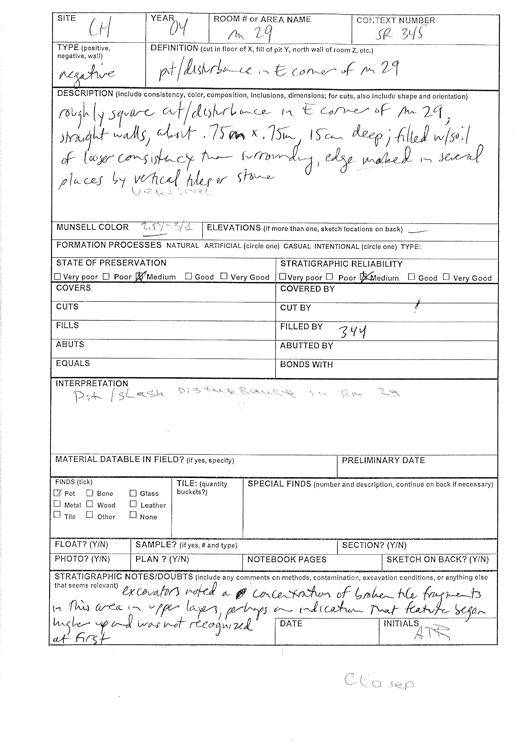 SITE CH YEAR 04 ROOM # or AREA NAME m 29 CONTEXT NUMBER SR 345
TYPE (positive, negative, wall) negative DEFINITION (cut in floor of X, fill of pit Y, north wall of room Z, etc.) pit/disturbance in E corner of m 29
DESCRIPTION (include consistency, color, composition, inclusions, dimensions; for cuts, also include shape and orientation)
roughly square cut/disturbance in E corner of m 29,
straight walls, about .75m x .75m, 15cm deep; filled w/soil
of looser consistency than surrounding, edge marked in several
places by vertical tiles or stone
vertical
MUNSELL COLOR 2.5Y-3/2 ELEVATIONS (if more than one, sketch locations on back) —
FORMATION PROCESSES NATURAL ARTIFICIAL (circle one) CASUAL INTENTIONAL (circle one) TYPE:
STATE OF PRESERVATION STRATIGRAPHIC RELIABILITY
Very poor Poor Medium Good Very Good Very poor Poor Medium Good Very Good
COVERS COVERED BY
CUTS CUT BY
FILLS FILLED BY 344
ABUTS ABUTTED BY
EQUALS BONDS WITH
INTERPRETATION
Pit/slash Disturbance in Rm 29
MATERIAL DATABLE IN FIELD? (if yes, specify) PRELIMINARY DATE
FINDS (tick) TILE: (quantity buckets?) SPECIAL FINDS (number and description, continue on back if necessary)
Pot Bone Glass
Metal Wood Leather
Tile Other None
FLOAT? (Y/N) SAMPLE? (if yes, # and type) SECTION? (Y/N)
PHOTO? (Y/N) PLAN ? (Y/N) NOTEBOOK PAGES SKETCH ON BACK? (Y/N)
STRATIGRAPHIC NOTES/DOUBTS (include any comments on methods, contamination, excavation conditions, or anything else
that seems relevant) excavators noted a concentration of broken tile fragments
in this area in upper layers, perhaps an indication that feature began
higher up and was not recognized
at first
DATE INITIALS ATR
Closed